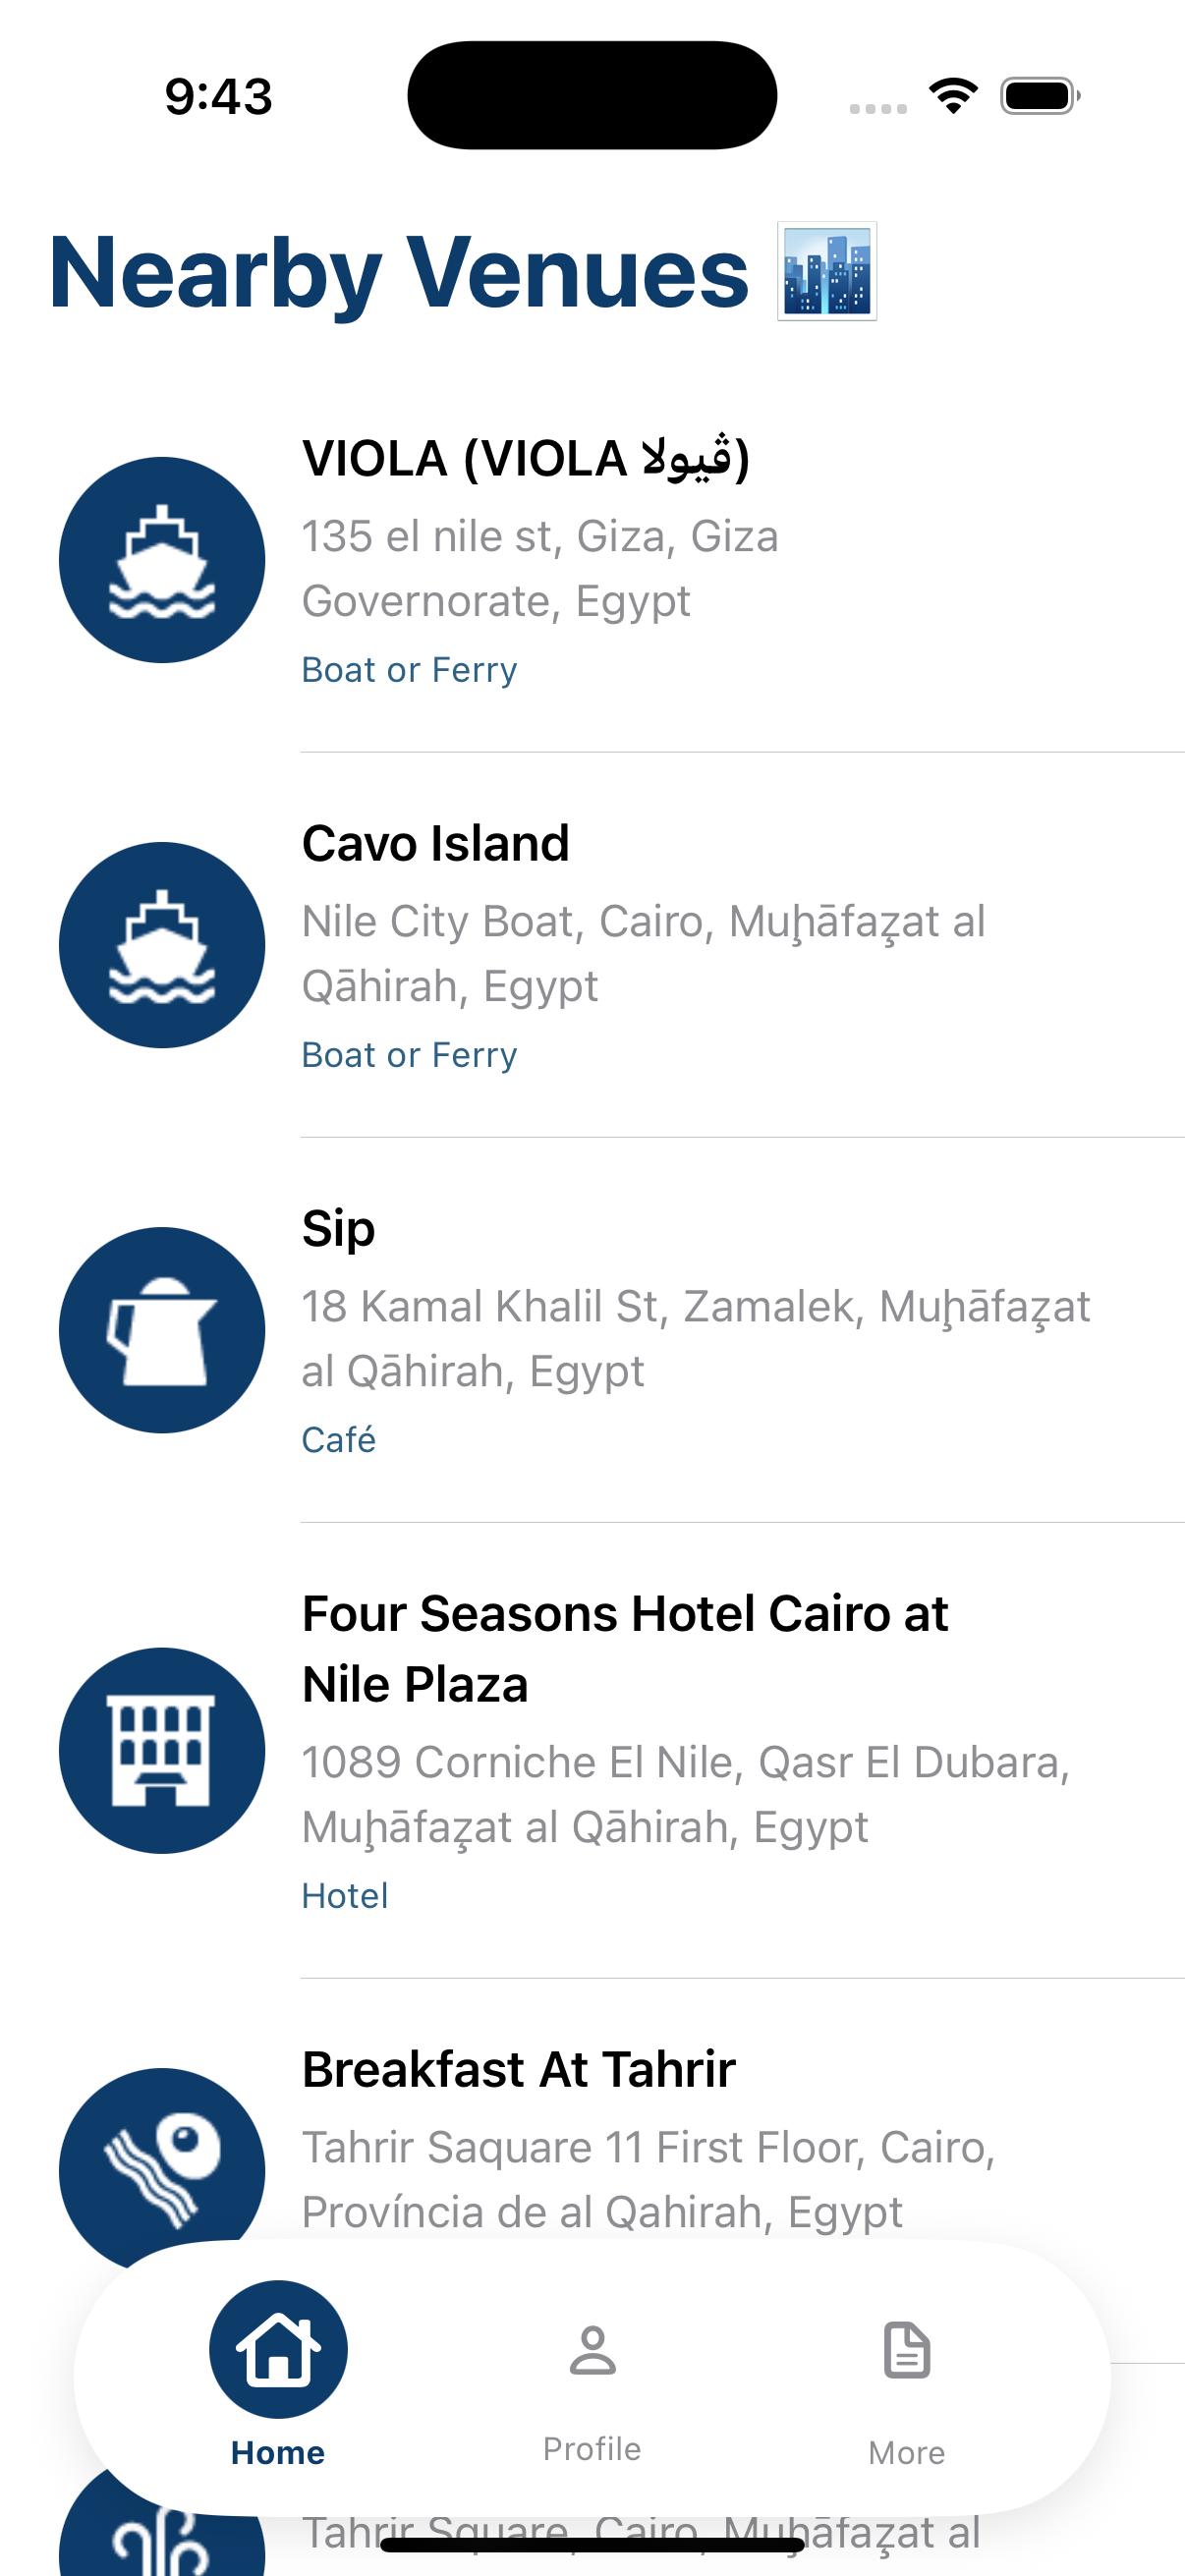 9:43
Nearby Venues
VIOLA (VIOLA ڤيولا)
135 el nile st, Giza, Giza
Governorate, Egypt
Boat or Ferry
Cavo Island
Nile City Boat, Cairo, Muḩāfaz̧at al
Qāhirah, Egypt
Boat or Ferry
Sip
18 Kamal Khalil St, Zamalek, Muḩāfaz̧at
al Qāhirah, Egypt
Café
Four Seasons Hotel Cairo at
Nile Plaza
1089 Corniche El Nile, Qasr El Dubara,
Muḩāfaz̧at al Qāhirah, Egypt
Hotel
Breakfast At Tahrir
Tahrir Saquare 11 First Floor, Cairo,
Província de al Qahirah, Egypt
Home
Profile
More
Tahrir Square, Cairo, Muḩāfaz̧at al